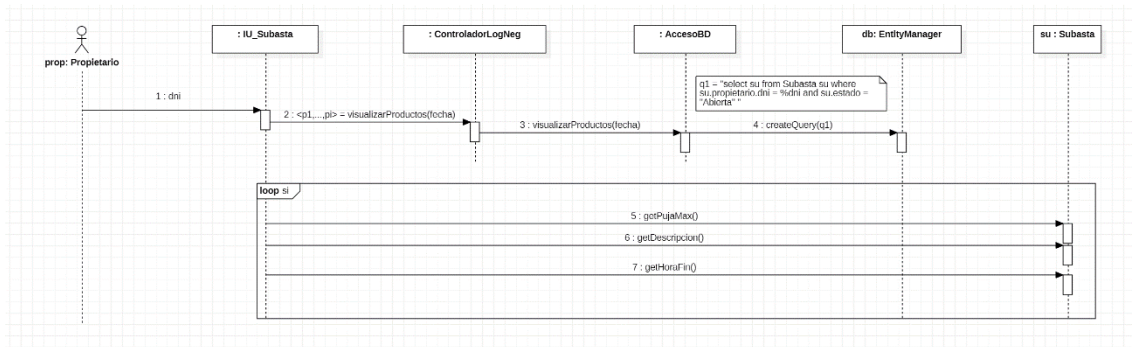 : IU_Subasta
: ControladorLogNeg
: AccesoBD
db: EntityManager
su : Subasta
prop: Propietario
q1 = "select su from Subasta su where
su.propietario.dni = %dni and su.estado =
"Abierta" "
1 : dni
2 : <p1,...,pi> = visualizarProductos(fecha)
3 : visualizarProductos(fecha)
4 : createQuery(q1)
loop si
5 : getPujaMax()
6 : getDescripcion()
7 : getHoraFin()